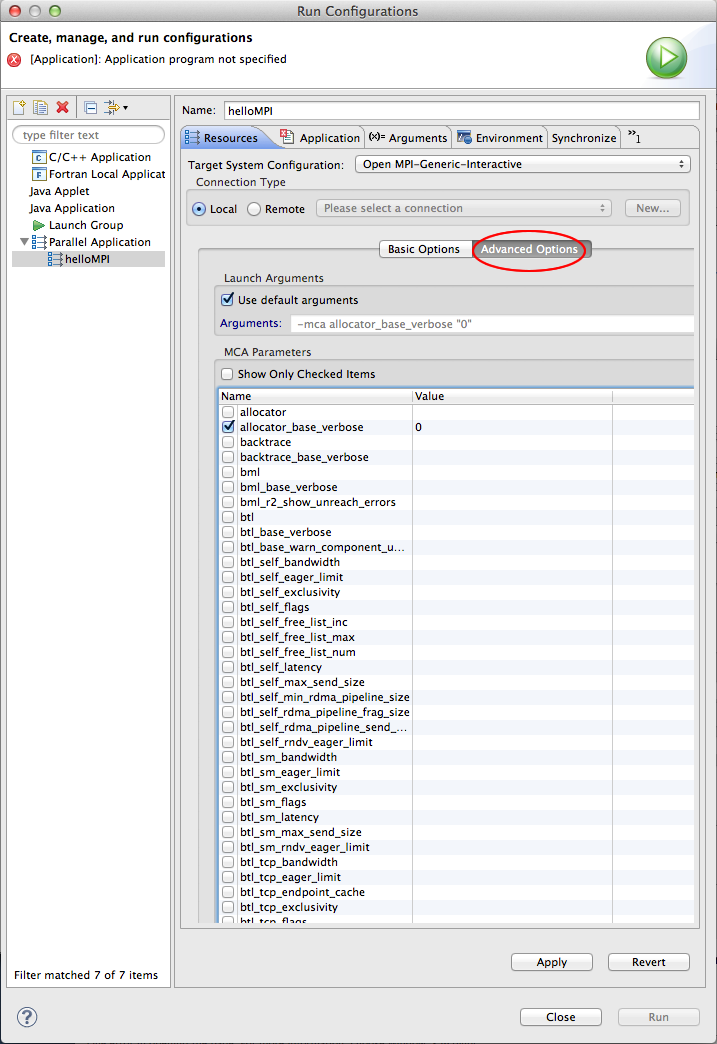 Run Configurations
Create, manage, and run configurations
[Application]: Application program not specified
type filter text
C/C++ Application
Fortran Local Applicat
Java Applet
Java Application
Launch Group
Parallel Application
helloMPI
Filter matched 7 of 7 items
Name: helloMPI
Resources Application (x)= Arguments Environment Synchronize »1
Target System Configuration: Open MPI-Generic-Interactive
Connection Type
Local Remote Please select a connection New...
Basic Options Advanced Options
Launch Arguments
Use default arguments
Arguments: -mca allocator_base_verbose "0"
MCA Parameters
Show Only Checked Items
Name Value
allocator
allocator_base_verbose 0
backtrace
backtrace_base_verbose
bml
bml_base_verbose
bml_r2_show_unreach_errors
btl
btl_base_verbose
btl_base_warn_component_u...
btl_self_bandwidth
btl_self_eager_limit
btl_self_exclusivity
btl_self_flags
btl_self_free_list_inc
btl_self_free_list_max
btl_self_free_list_num
btl_self_latency
btl_self_max_send_size
btl_self_min_rdma_pipeline_size
btl_self_rdma_pipeline_frag_size
btl_self_rdma_pipeline_send_...
btl_self_rndv_eager_limit
btl_sm_bandwidth
btl_sm_eager_limit
btl_sm_exclusivity
btl_sm_flags
btl_sm_latency
btl_sm_max_send_size
btl_sm_rndv_eager_limit
btl_tcp_bandwidth
btl_tcp_eager_limit
btl_tcp_endpoint_cache
btl_tcp_exclusivity
btl_tcp_flags
Apply Revert
? Close Run